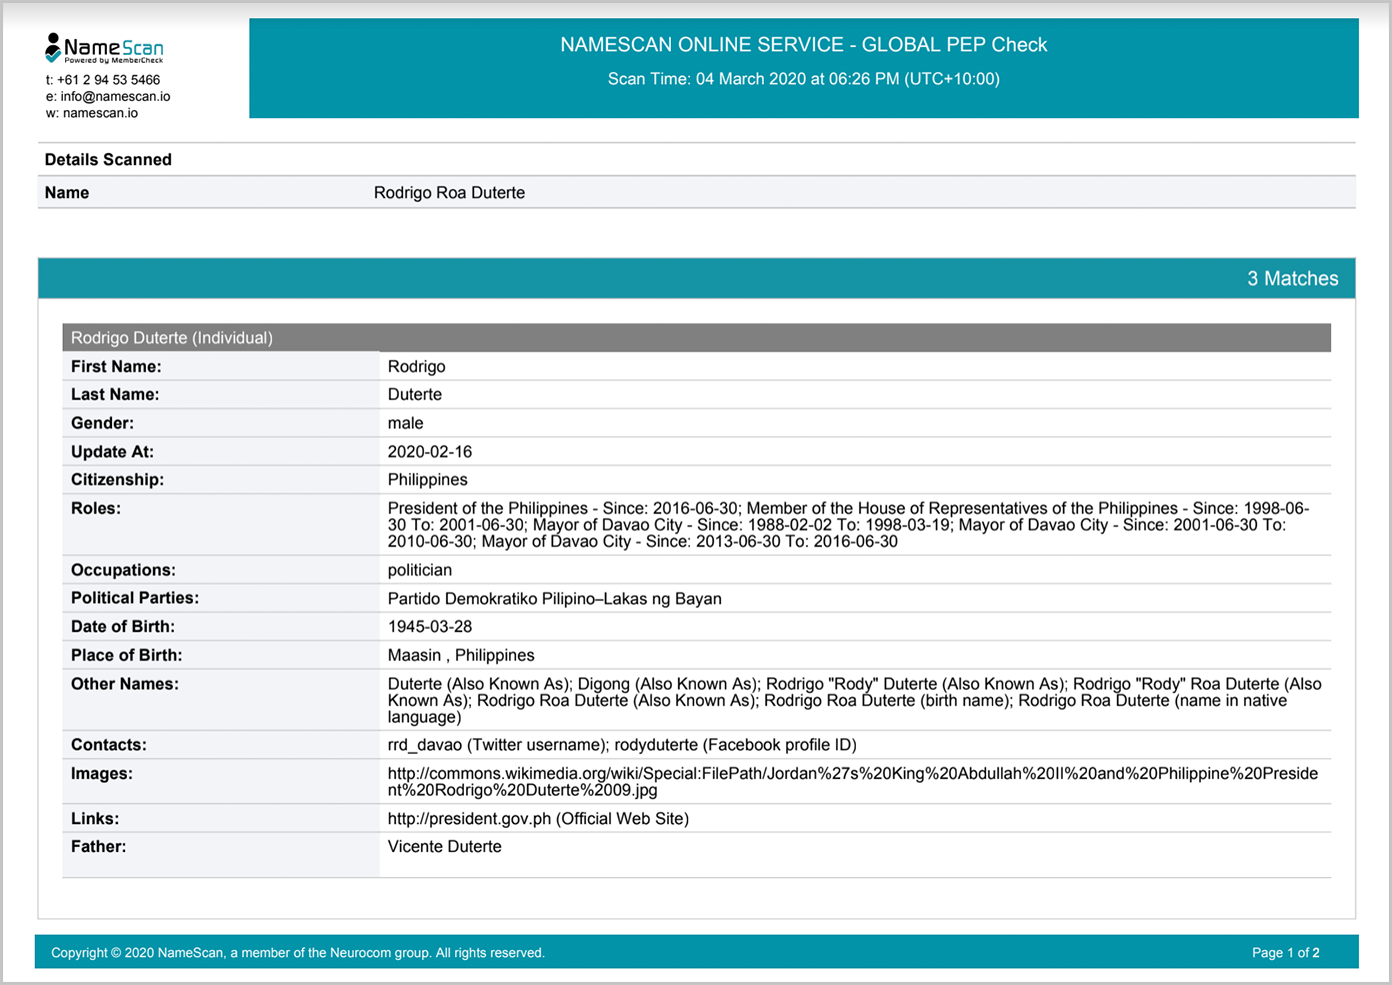 NameScan
Powered by MemberCheck
t: +61 2 94 53 5466
e: info@namescan.io
w: namescan.io
NAMESCAN ONLINE SERVICE - GLOBAL PEP Check
Scan Time: 04 March 2020 at 06:26 PM (UTC+10:00)
Details Scanned
Name Rodrigo Roa Duterte
3 Matches
Rodrigo Duterte (Individual)
First Name: Rodrigo
Last Name: Duterte
Gender: male
Update At: 2020-02-16
Citizenship: Philippines
Roles: President of the Philippines - Since: 2016-06-30; Member of the House of Representatives of the Philippines - Since: 1998-06-
30 To: 2001-06-30; Mayor of Davao City - Since: 1988-02-02 To: 1998-03-19; Mayor of Davao City - Since: 2001-06-30 To:
2010-06-30; Mayor of Davao City - Since: 2013-06-30 To: 2016-06-30
Occupations: politician
Political Parties: Partido Demokratiko Pilipino–Lakas ng Bayan
Date of Birth: 1945-03-28
Place of Birth: Maasin , Philippines
Other Names: Duterte (Also Known As); Digong (Also Known As); Rodrigo "Rody" Duterte (Also Known As); Rodrigo "Rody" Roa Duterte (Also
Known As); Rodrigo Roa Duterte (Also Known As); Rodrigo Roa Duterte (birth name); Rodrigo Roa Duterte (name in native
language)
Contacts: rrd_davao (Twitter username); rodyduterte (Facebook profile ID)
Images: http://commons.wikimedia.org/wiki/Special:FilePath/Jordan%27s%20King%20Abdullah%20II%20and%20Philippine%20Preside
nt%20Rodrigo%20Duterte%2009.jpg
Links: http://president.gov.ph (Official Web Site)
Father: Vicente Duterte
Copyright © 2020 NameScan, a member of the Neurocom group. All rights reserved.
Page 1 of 2